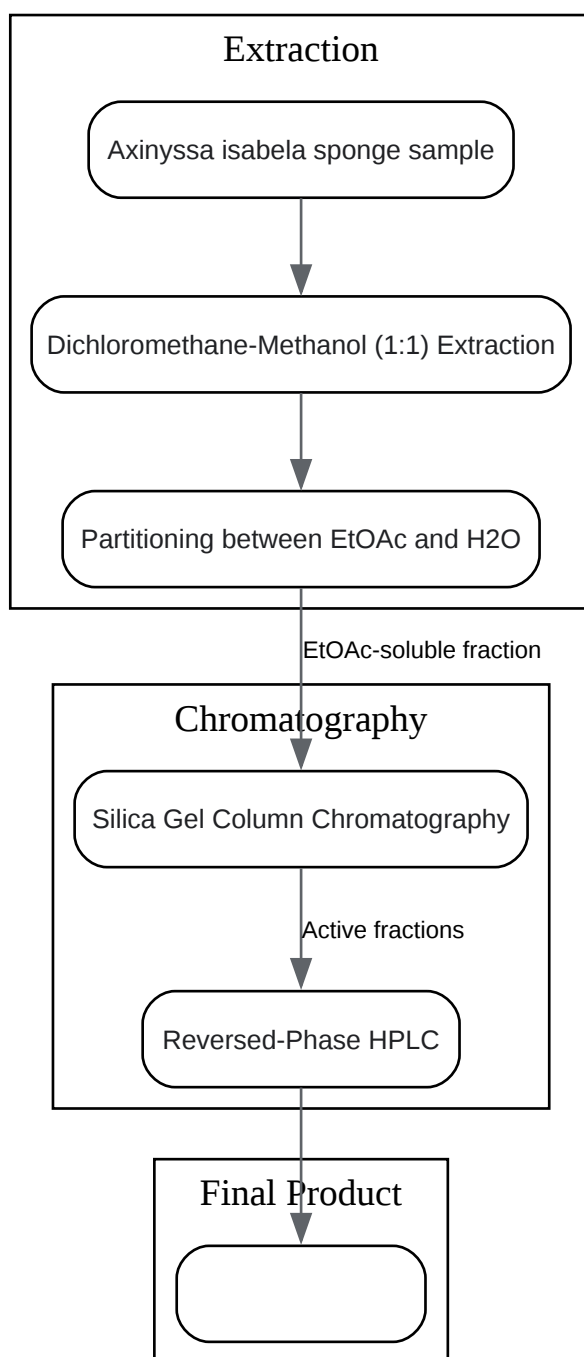 Extraction
Axinyssa isabela sponge sample
Dichloromethane-Methanol (1:1) Extraction
Partitioning between EtOAc and H2O
EtOAc-soluble fraction
Chromatography
Silica Gel Column Chromatography
Active fractions
Reversed-Phase HPLC
Final Product